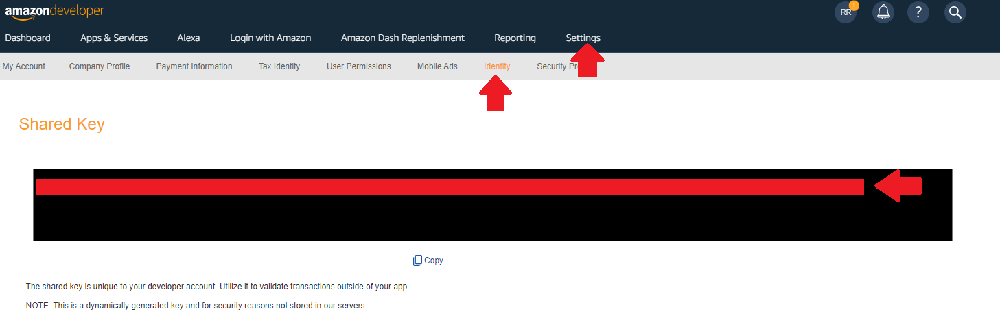 amazondeveloper
RR !
?
Dashboard Apps & Services Alexa Login with Amazon Amazon Dash Replenishment Reporting Settings
My Account Company Profile Payment Information Tax Identity User Permissions Mobile Ads Identity Security
Shared Key
Copy
The shared key is unique to your developer account. Utilize it to validate transactions outside of your app.
NOTE: This is a dynamically generated key and for security reasons not stored in our servers